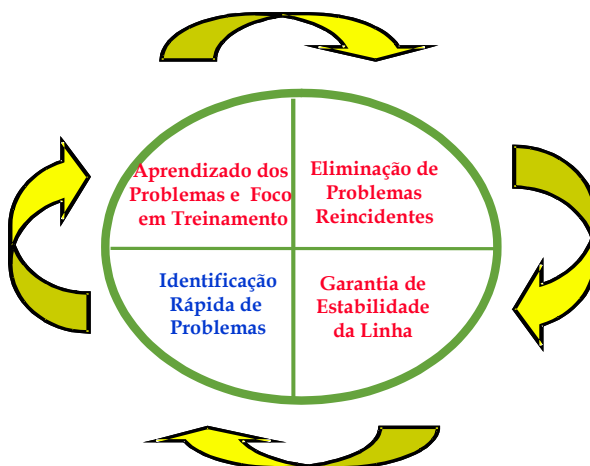 Aprendizado dos
Problemas e Foco
em Treinamento
Eliminação de
Problemas
Reincidentes
Identificação
Rápida de
Problemas
Garantia de
Estabilidade
da Linha